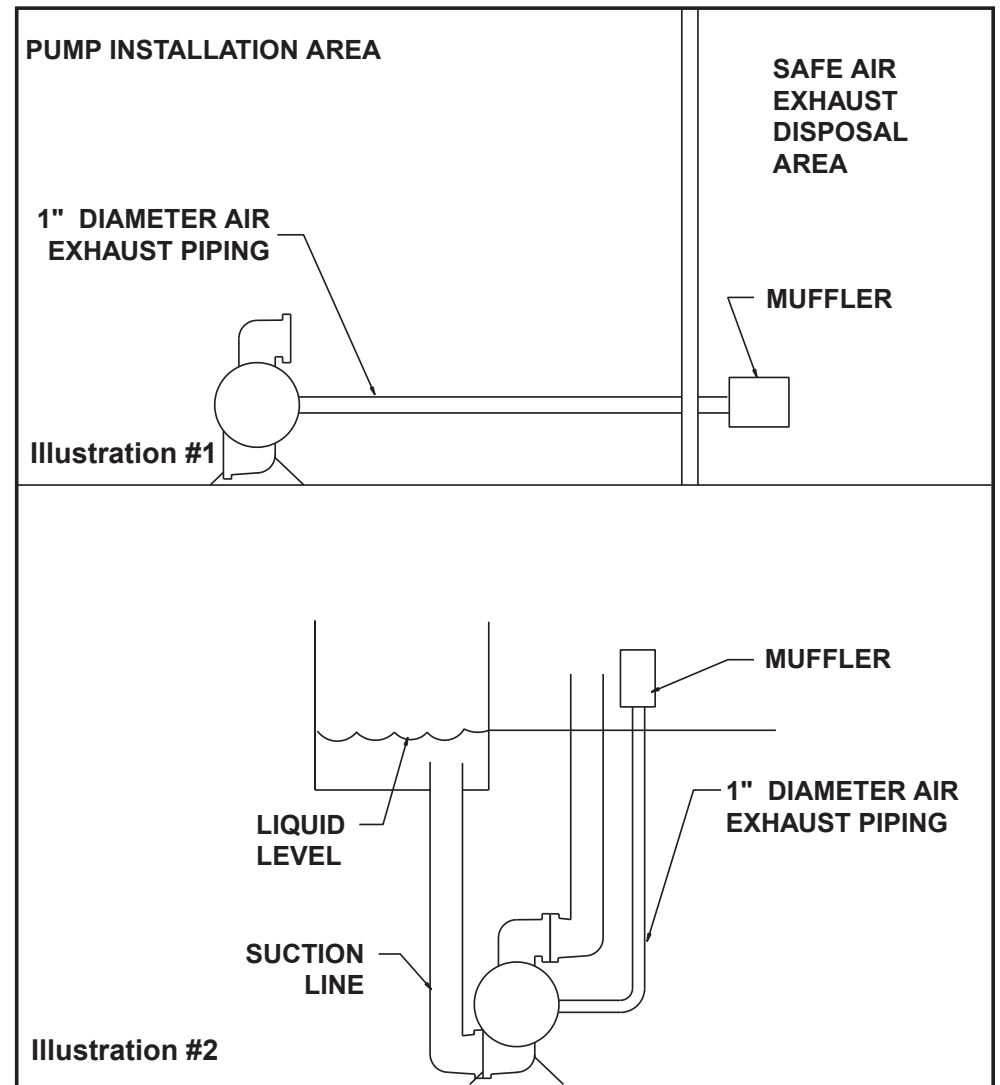 PUMP INSTALLATION AREA
SAFE AIR
EXHAUST
DISPOSAL
AREA
1" DIAMETER AIR
EXHAUST PIPING
MUFFLER
Illustration #1
MUFFLER
1" DIAMETER AIR
EXHAUST PIPING
LIQUID
LEVEL
SUCTION
LINE
Illustration #2